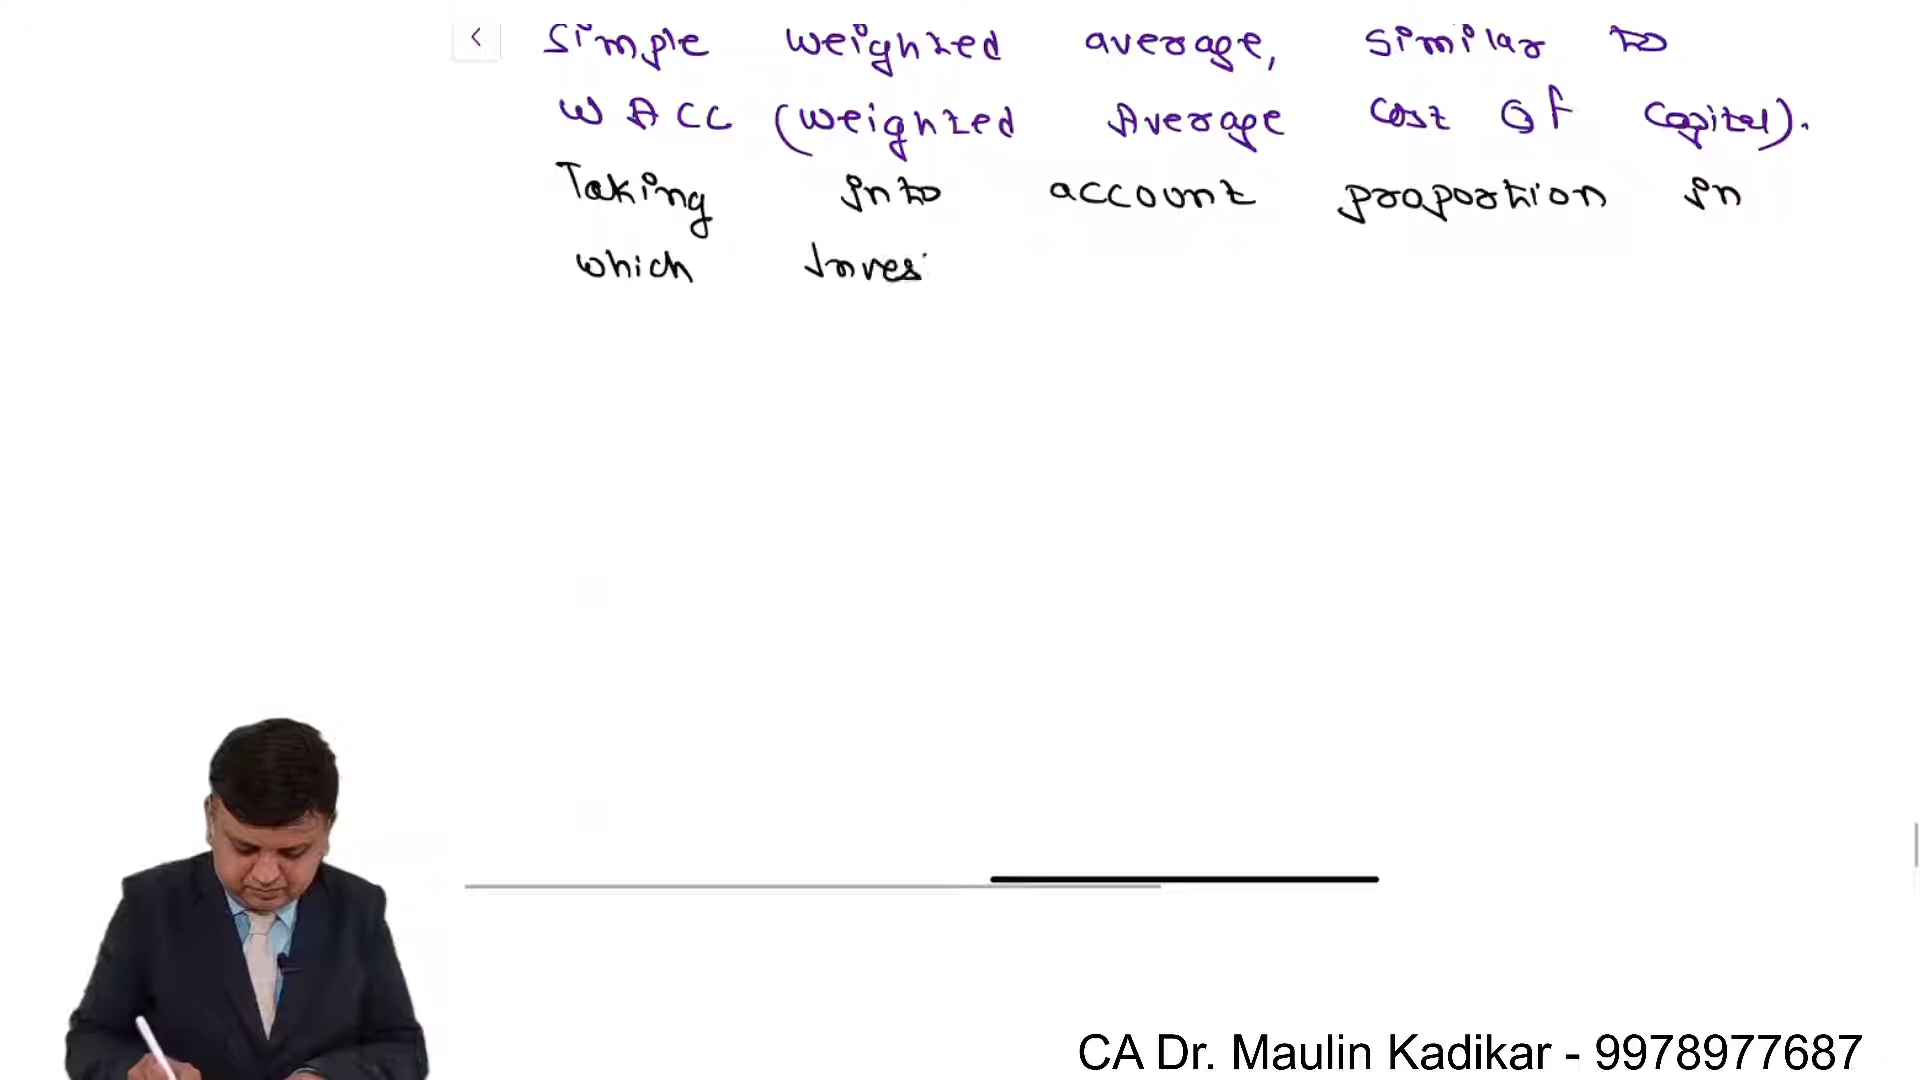 Simple weighted average, similar to
WACC (Weighted Average Cost Of Capital).
Taking into account proportion in
which Inves
CA Dr. Maulin Kadikar - 9978977687